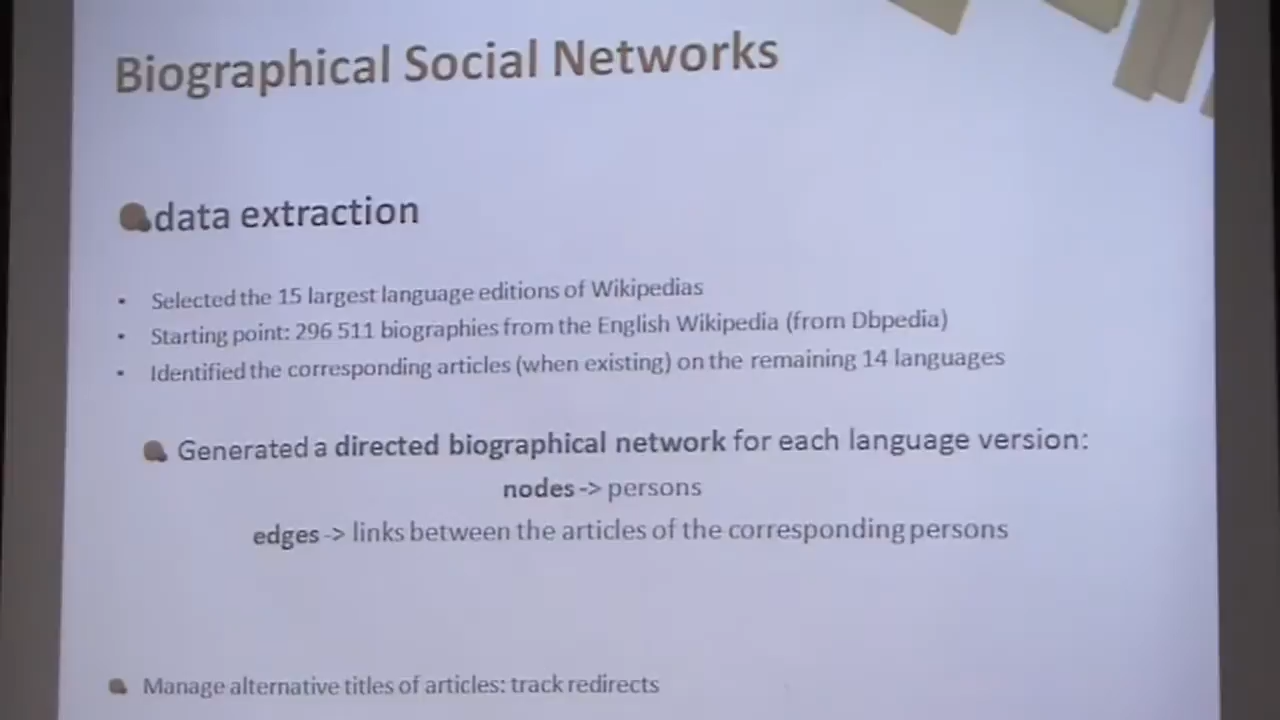 Biographical Social Networks
data extraction
• Selected the 15 largest language editions of Wikipedias
• Starting point: 296 511 biographies from the English Wikipedia (from Dbpedia)
• Identified the corresponding articles (when existing) on the remaining 14 languages
Generated a directed biographical network for each language version:
nodes -> persons
edges -> links between the articles of the corresponding persons
Manage alternative titles of articles: track redirects